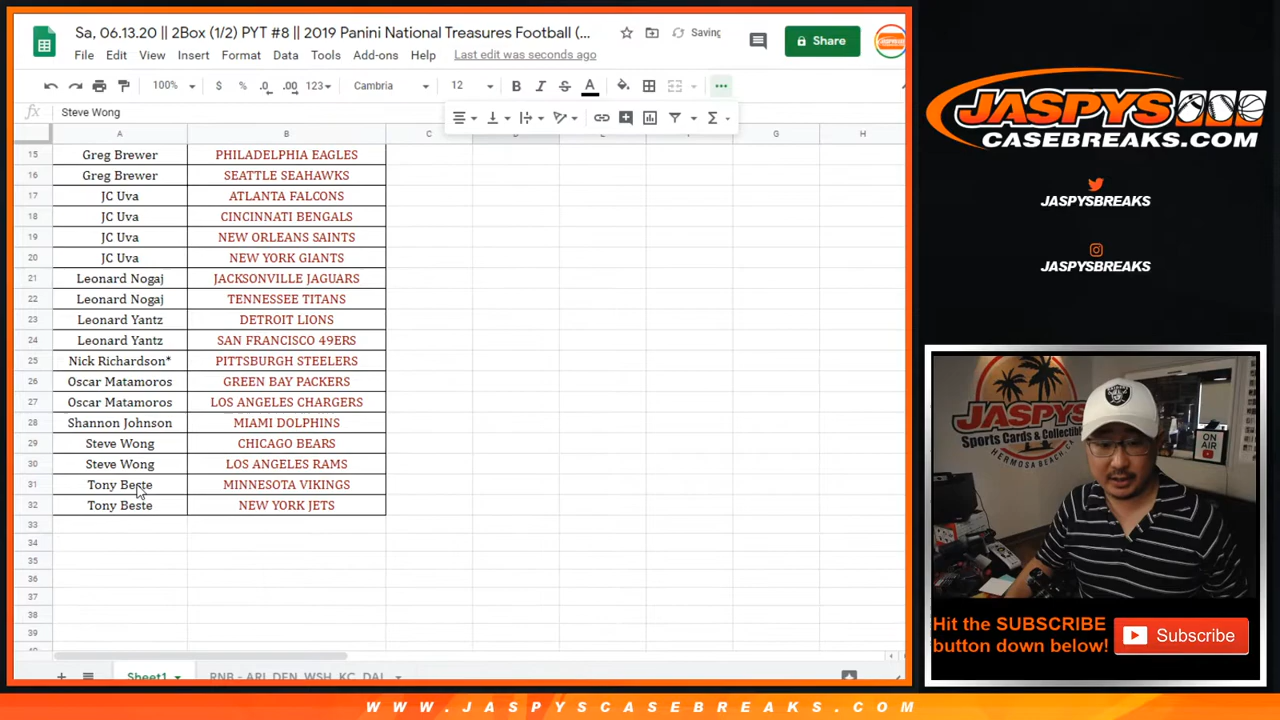 Sa, 06.13.20 || 2Box (1/2) PYT #8 || 2019 Panini National Treasures Football (...
Saving
Share
File Edit View Insert Format Data Tools Add-ons Help Last edit was seconds ago
100% $ % .0 .00 123 Cambria 12 B I S A
fx Steve Wong
A B C D E F G H
15 Greg Brewer PHILADELPHIA EAGLES
16 Greg Brewer SEATTLE SEAHAWKS
17 JC Uva ATLANTA FALCONS
18 JC Uva CINCINNATI BENGALS
19 JC Uva NEW ORLEANS SAINTS
20 JC Uva NEW YORK GIANTS
21 Leonard Nogaj JACKSONVILLE JAGUARS
22 Leonard Nogaj TENNESSEE TITANS
23 Leonard Yantz DETROIT LIONS
24 Leonard Yantz SAN FRANCISCO 49ERS
25 Nick Richardson* PITTSBURGH STEELERS
26 Oscar Matamoros GREEN BAY PACKERS
27 Oscar Matamoros LOS ANGELES CHARGERS
28 Shannon Johnson MIAMI DOLPHINS
29 Steve Wong CHICAGO BEARS
30 Steve Wong LOS ANGELES RAMS
31 Tony Beste MINNESOTA VIKINGS
32 Tony Beste NEW YORK JETS
33
34
35
36
37
38
39
Sheet1 RNB - ARI, DEN, WSH, KC, DAL
JASPYS
CASEBREAKS.COM
JASPYSBREAKS
JASPYSBREAKS
JASPYS
Sports Cards & Collectibles
HERMOSA BEACH CA
ON AIR
Hit the SUBSCRIBE
button down below!
Subscribe
WWW.JASPYSCASEBREAKS.COM